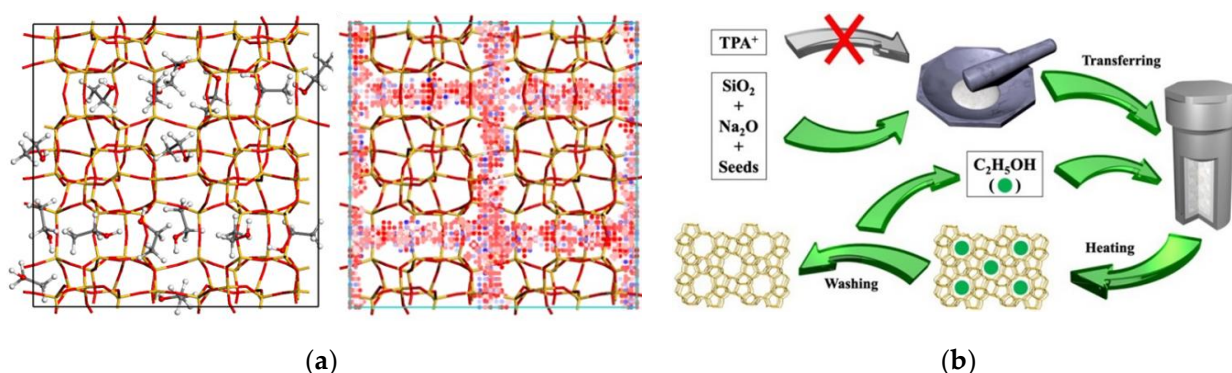 (a)
TPA⁺
SiO₂
+
Na₂O
+
Seeds
Transferring
C₂H₅OH
( )
Heating
Washing
(b)